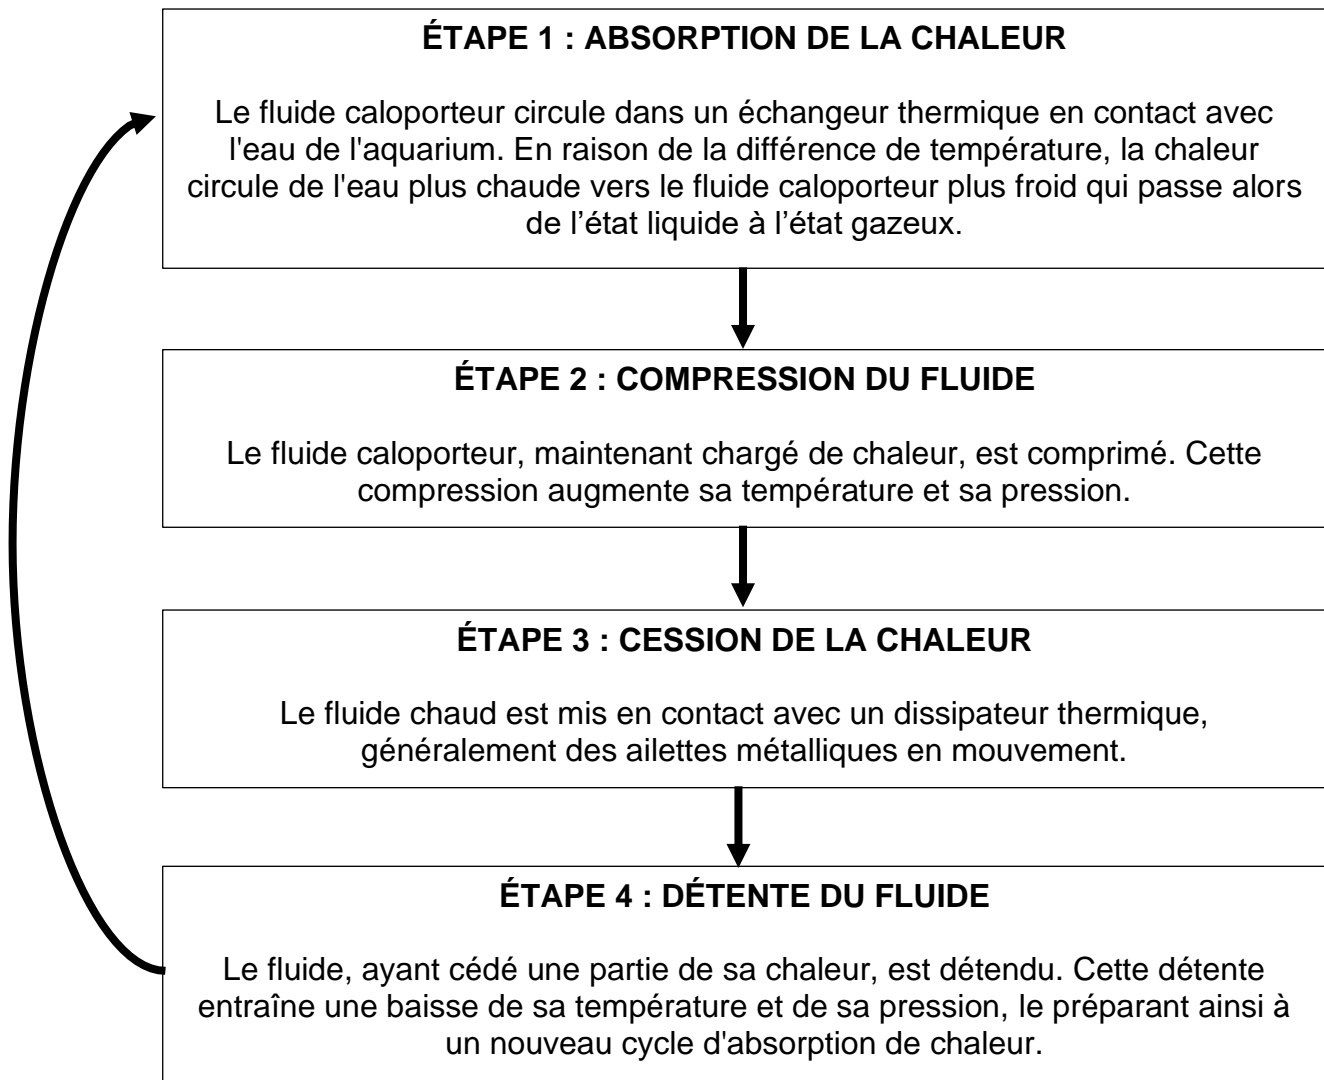 ÉTAPE 1 : ABSORPTION DE LA CHALEUR
Le fluide caloporteur circule dans un échangeur thermique en contact avec
l'eau de l'aquarium. En raison de la différence de température, la chaleur
circule de l'eau plus chaude vers le fluide caloporteur plus froid qui passe alors
de l’état liquide à l’état gazeux.
ÉTAPE 2 : COMPRESSION DU FLUIDE
Le fluide caloporteur, maintenant chargé de chaleur, est comprimé. Cette
compression augmente sa température et sa pression.
ÉTAPE 3 : CESSION DE LA CHALEUR
Le fluide chaud est mis en contact avec un dissipateur thermique,
généralement des ailettes métalliques en mouvement.
ÉTAPE 4 : DÉTENTE DU FLUIDE
Le fluide, ayant cédé une partie de sa chaleur, est détendu. Cette détente
entraîne une baisse de sa température et de sa pression, le préparant ainsi à
un nouveau cycle d'absorption de chaleur.